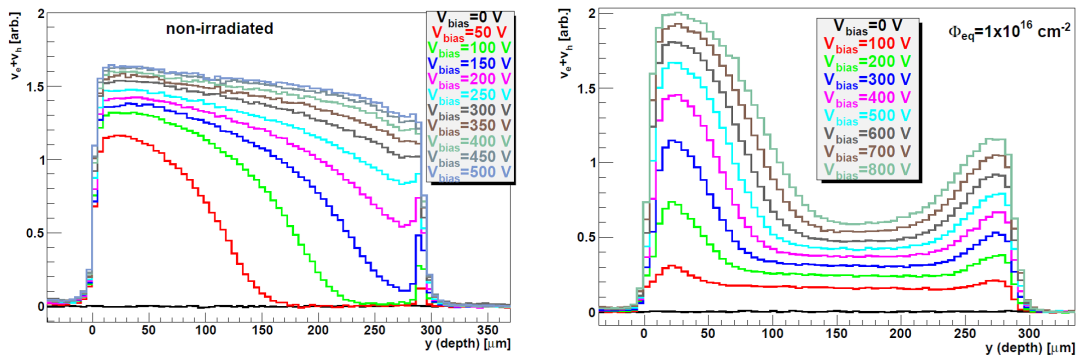 non-irradiated
v_e+v_h [arb.]
V_bias=0 V
V_bias=50 V
V_bias=100 V
V_bias=150 V
V_bias=200 V
V_bias=250 V
V_bias=300 V
V_bias=350 V
V_bias=400 V
V_bias=450 V
V_bias=500 V
2
1.5
1
0.5
0
0 50 100 150 200 250 300 350
y (depth) [μm]
Φ_eq=1x10^16 cm^-2
v_e+v_h [arb.]
V_bias=0 V
V_bias=100 V
V_bias=200 V
V_bias=300 V
V_bias=400 V
V_bias=500 V
V_bias=600 V
V_bias=700 V
V_bias=800 V
2
1.5
1
0.5
0
0 50 100 150 200 250 300
y (depth) [μm]